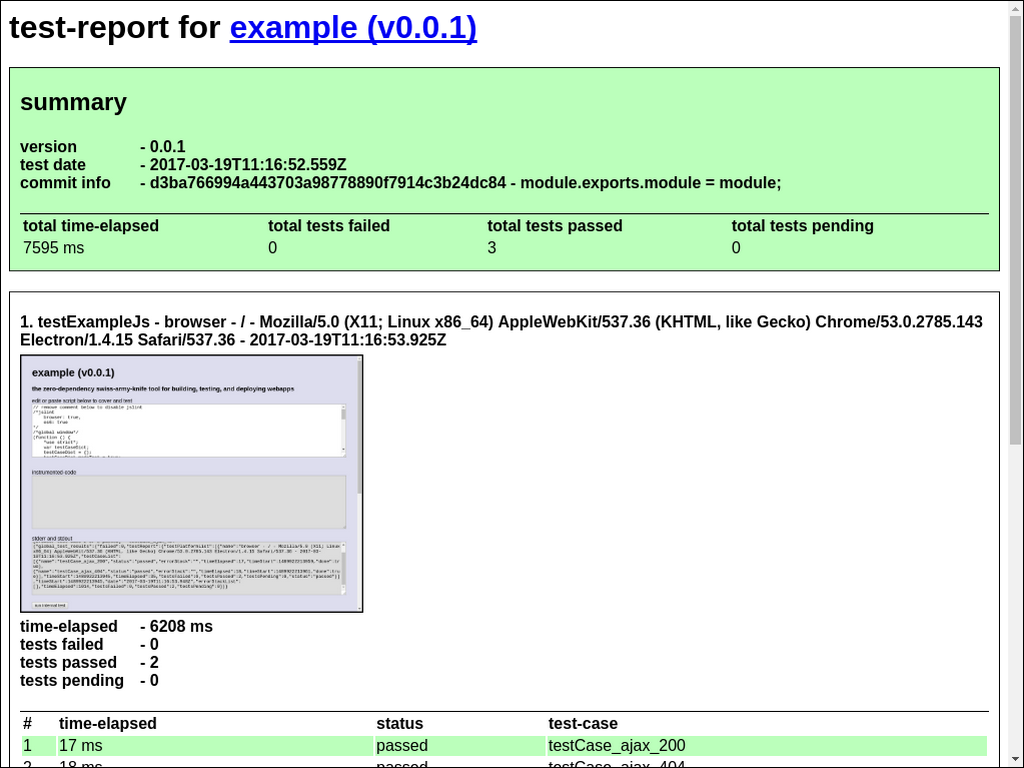 test-report for example (v0.0.1)
summary
version - 0.0.1
test date - 2017-03-19T11:16:52.559Z
commit info - d3ba766994a443703a98778890f7914c3b24dc84 - module.exports.module = module;
total time-elapsed total tests failed total tests passed total tests pending
7595 ms 0 3 0
1. testExampleJs - browser - / - Mozilla/5.0 (X11; Linux x86_64) AppleWebKit/537.36 (KHTML, like Gecko) Chrome/53.0.2785.143
Electron/1.4.15 Safari/537.36 - 2017-03-19T11:16:53.925Z
example (v0.0.1)
the zero-dependency swiss-army-knife tool for building, testing, and deploying webapps
edit or paste script below to cover and test
// remove comment below to disable jslint
/*jslint
browser: true,
es6: true
*/
/*global window*/
(function () {
"use strict";
var testCaseDict;
testCaseDict = {};
instrumented-code
stderr and stdout
run internal test
time-elapsed - 6208 ms
tests failed - 0
tests passed - 2
tests pending - 0
# time-elapsed status test-case
1 17 ms passed testCase_ajax_200
2 18 ms passed testCase_ajax_404